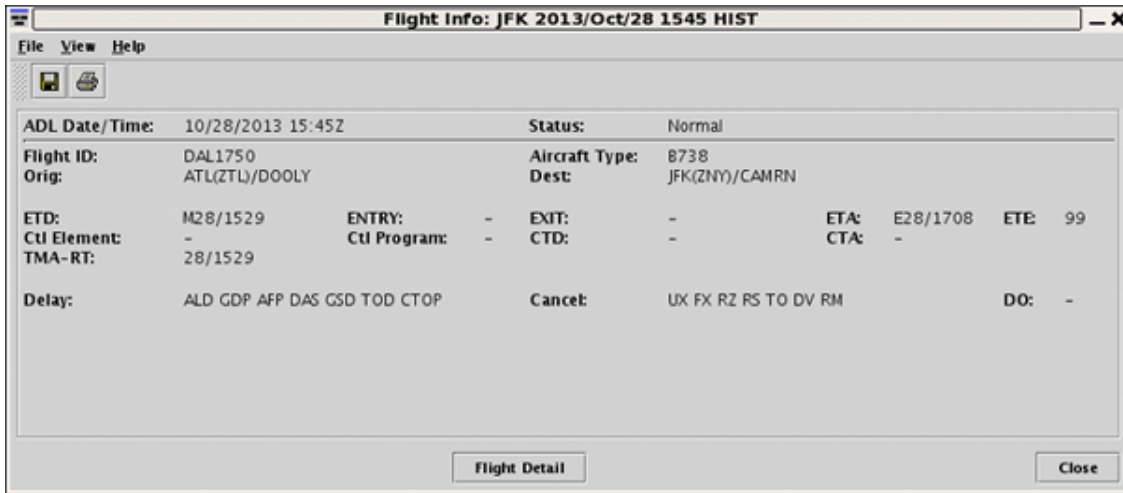 Flight Info: JFK 2013/Oct/28 1545 HIST
File View Help
ADL Date/Time: 10/28/2013 15:45Z Status: Normal
Flight ID: DAL1750 Aircraft Type: B738
Orig: ATL(ZTL)/DOOLY Dest: JFK(ZNY)/CAMRN
ETD: M28/1529 ENTRY: - EXIT: - ETA: E28/1708 ETE: 99
Ctl Element: - Ctl Program: - CTD: - CTA: -
TMA-RT: 28/1529
Delay: ALD GDP AFP DAS GSD TOD CTOP Cancel: UX FX RZ RS TO DV RM DO: -
Flight Detail Close